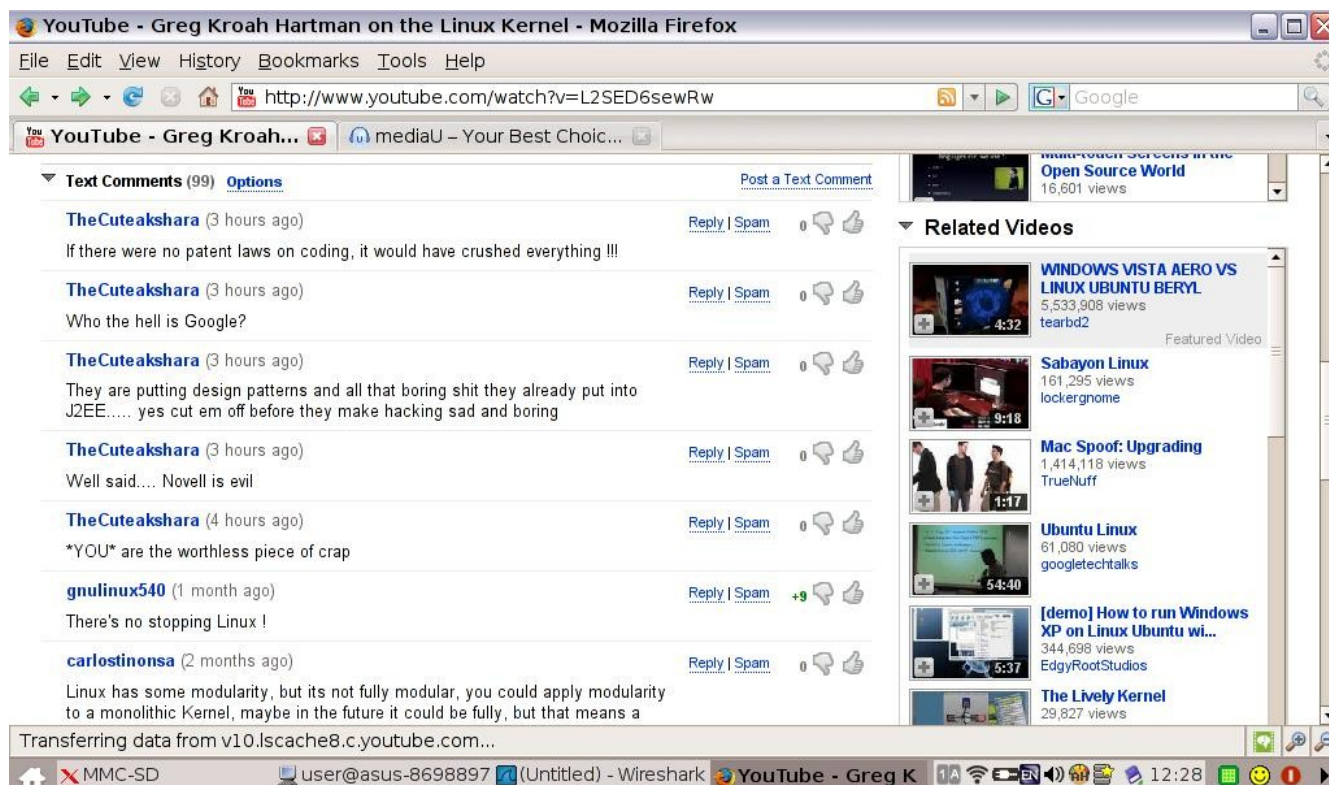 YouTube - Greg Kroah Hartman on the Linux Kernel - Mozilla Firefox
File Edit View History Bookmarks Tools Help
http://www.youtube.com/watch?v=L2SED6sewRw
G Google
YouTube - Greg Kroah...
mediaU – Your Best Choic...
Text Comments (99) Options
Post a Text Comment
TheCuteakshara (3 hours ago)
Reply | Spam 0
If there were no patent laws on coding, it would have crushed everything !!!
TheCuteakshara (3 hours ago)
Reply | Spam 0
Who the hell is Google?
TheCuteakshara (3 hours ago)
Reply | Spam 0
They are putting design patterns and all that boring shit they already put into
J2EE..... yes cut em off before they make hacking sad and boring
TheCuteakshara (3 hours ago)
Reply | Spam 0
Well said.... Novell is evil
TheCuteakshara (4 hours ago)
Reply | Spam 0
*YOU* are the worthless piece of crap
gnulinux540 (1 month ago)
Reply | Spam +9
There's no stopping Linux !
carlostinonsa (2 months ago)
Reply | Spam 0
Linux has some modularity, but its not fully modular, you could apply modularity
to a monolithic Kernel, maybe in the future it could be fully, but that means a
Multi-touch Screens in the
Open Source World
16,601 views
Related Videos
WINDOWS VISTA AERO VS
LINUX UBUNTU BERYL
5,533,908 views
tearbd2
4:32
Featured Video
Sabayon Linux
161,295 views
lockergnome
9:18
Mac Spoof: Upgrading
1,414,118 views
TrueNuff
1:17
Ubuntu Linux
61,080 views
googletechtalks
54:40
[demo] How to run Windows
XP on Linux Ubuntu wi...
344,698 views
EdgyRootStudios
5:37
The Lively Kernel
29,827 views
Transferring data from v10.lscache8.c.youtube.com...
MMC-SD
user@asus-8698897
(Untitled) - Wireshark
YouTube - Greg K
12:28